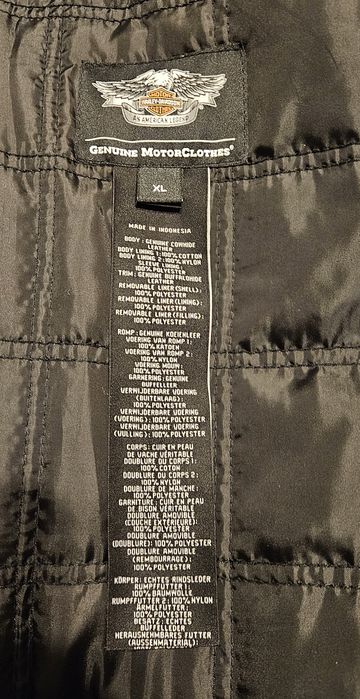 MOTOR
HARLEY-DAVIDSON
AN AMERICAN LEGEND
GENUINE MOTORCLOTHES®
XL
MADE IN INDONESIA
BODY: GENUINE COWHIDE
LEATHER
BODY LINING 1: 100% COTTON
BODY LINING 2: 100% NYLON
SLEEVE LINING:
100% POLYESTER
TRIM: GENUINE BUFFALOHIDE
LEATHER
REMOVABLE LINER (SHELL):
100% POLYESTER
REMOVABLE LINER (LINING):
100% POLYESTER
REMOVABLE LINER (FILLING):
100% POLYESTER
ROMP: GENUINE KOEIENLEER
VOERING VAN ROMP 1:
100% KATOEN
VOERING VAN ROMP 2:
100% NYLON
VOERING MOUW:
100% POLYESTER
GARNERING: GENUINE
BUFFELLEER
VERWIJDERBARE VOERING
(BUITENLAAG):
100% POLYESTER
VERWIJDERBARE VOERING
(VOERING): 100% POLYESTER
VERWIJDERBARE VOERING
(VULLING): 100% POLYESTER
CORPS: CUIR EN PEAU
DE VACHE VÉRITABLE
DOUBLURE DU CORPS 1:
100% COTON
DOUBLURE DU CORPS 2:
100% NYLON
DOUBLURE DE MANCHE:
100% POLYESTER
GARNITURE: CUIR EN PEAU
DE BISON VÉRITABLE
DOUBLURE AMOVIBLE
(COUCHE EXTÉRIEURE):
100% POLYESTER
DOUBLURE AMOVIBLE
(DOUBLURE): 100% POLYESTER
DOUBLURE AMOVIBLE
(REMBOURRAGE):
100% POLYESTER
KÖRPER: ECHTES RINDSLEDER
RUMPFFUTTER 1:
100% BAUMWOLLE
RUMPFFUTTER 2: 100% NYLON
ÄRMELFUTTER:
100% POLYESTER
BESATZ: ECHTES
BÜFFELLEDER
HERAUSNEHMBARES FUTTER
(AUSSENMATERIAL):
100% POLYESTER